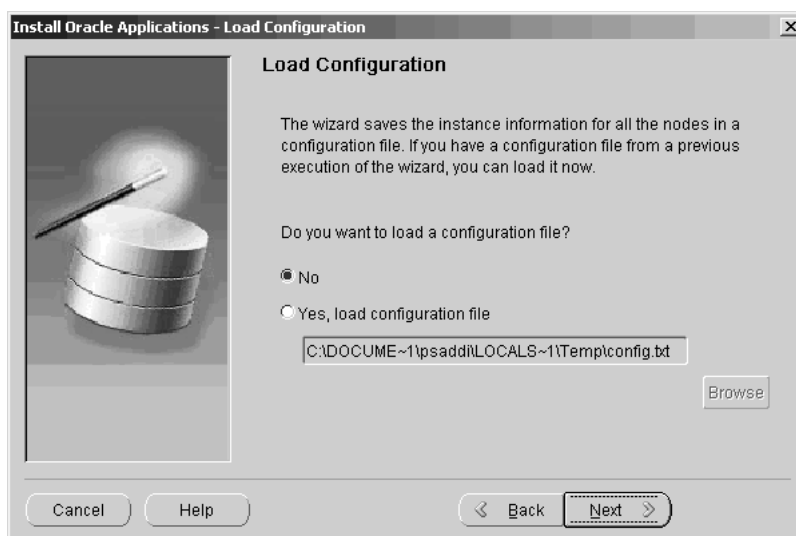 Install Oracle Applications - Load Configuration
Load Configuration
The wizard saves the instance information for all the nodes in a
configuration file. If you have a configuration file from a previous
execution of the wizard, you can load it now.
Do you want to load a configuration file?
No
Yes, load configuration file
C:\DOCUME~1\psaddi\LOCALS~1\Temp\config.txt
Browse
Cancel
Help
Back
Next